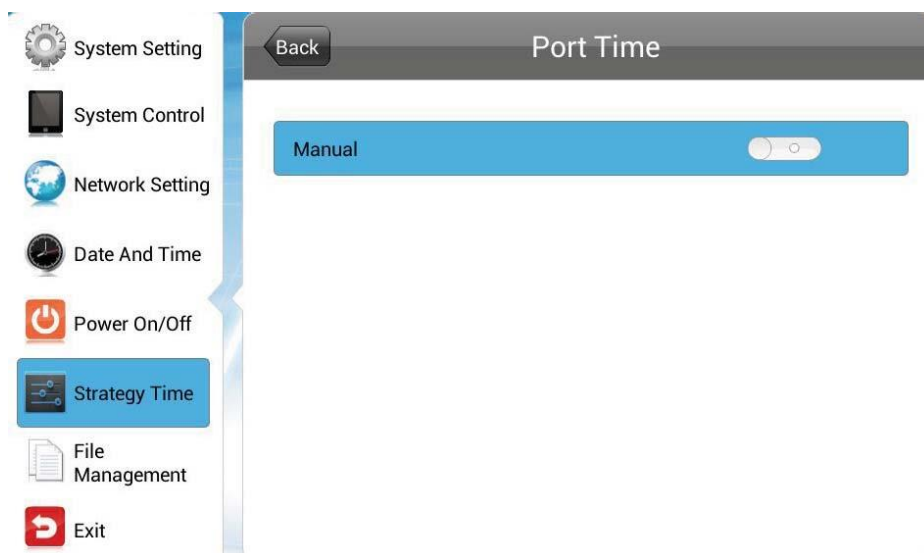 System Setting
System Control
Network Setting
Date And Time
Power On/Off
Strategy Time
File
Management
Exit
Back
Port Time
Manual